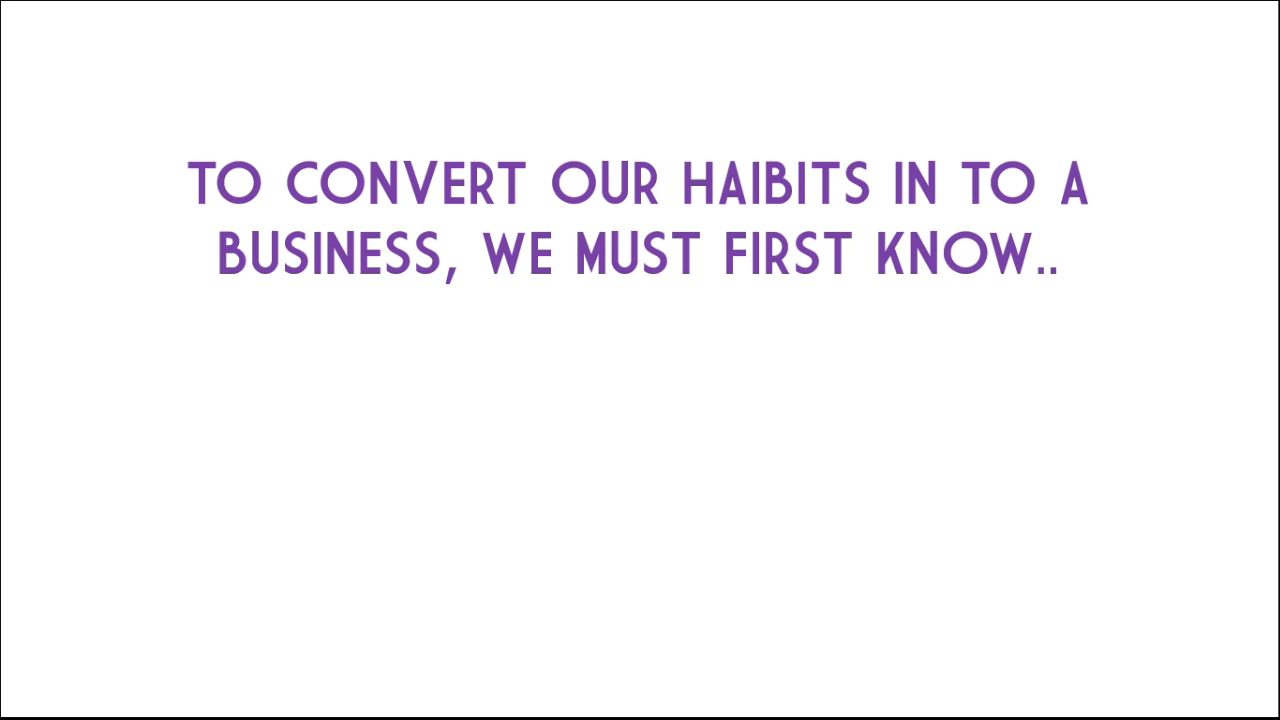 TO CONVERT OUR HAIBITS IN TO A
BUSINESS, WE MUST FIRST KNOW..